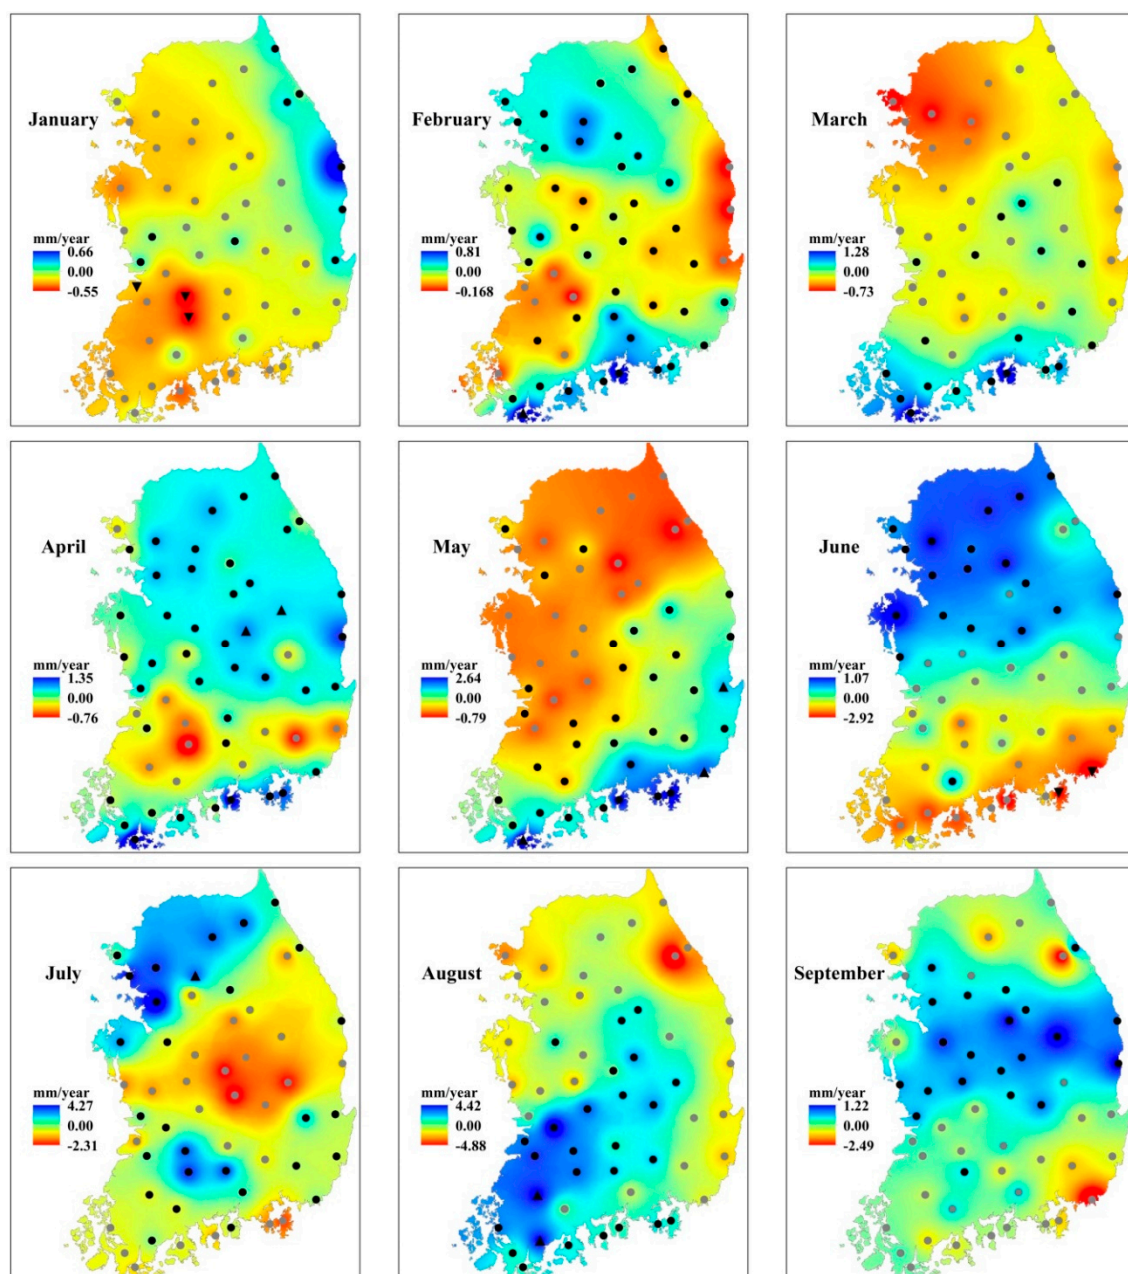 January
mm/year
0.66
0.00
-0.55
February
mm/year
0.81
0.00
-0.168
March
mm/year
1.28
0.00
-0.73
April
mm/year
1.35
0.00
-0.76
May
mm/year
2.64
0.00
-0.79
June
mm/year
1.07
0.00
-2.92
July
mm/year
4.27
0.00
-2.31
August
mm/year
4.42
0.00
-4.88
September
mm/year
1.22
0.00
-2.49